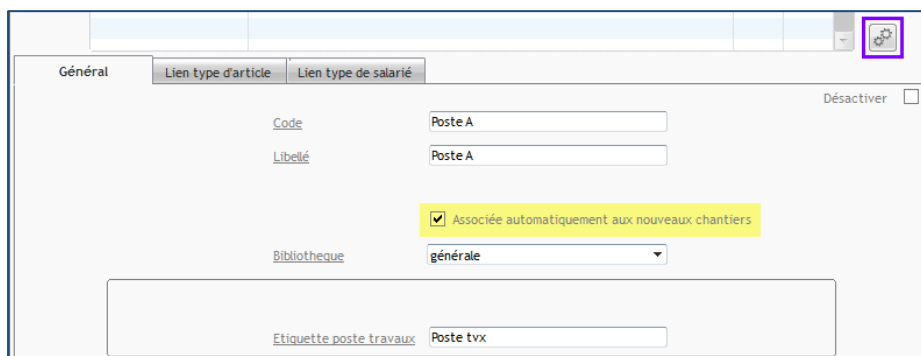 Général Lien type d'article Lien type de salarié
Désactiver
Code Poste A
Libellé Poste A
Associée automatiquement aux nouveaux chantiers
Bibliotheque générale
Etiquette poste travaux Poste tvx